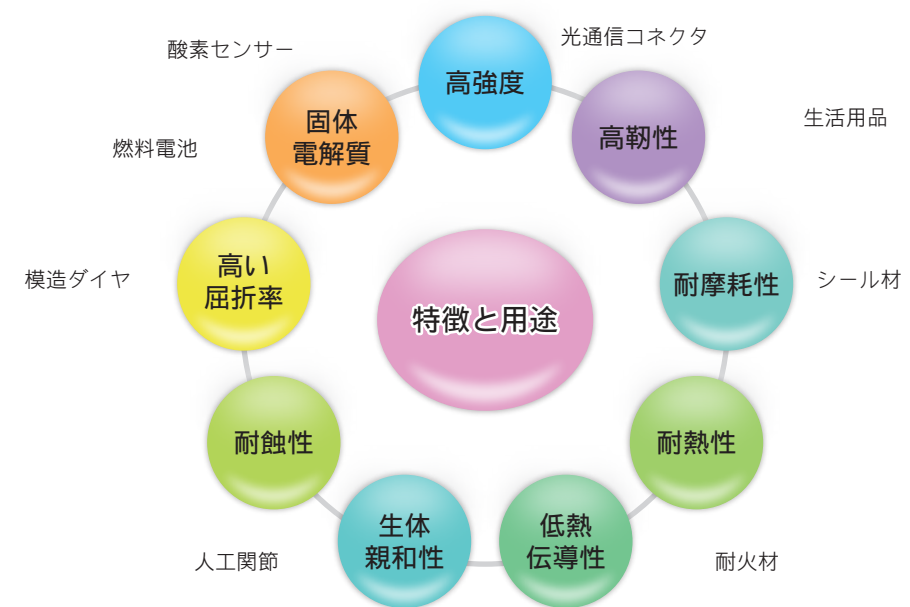 酸素センサー
光通信コネクタ
高強度
生活用品
固体
電解質
高靭性
燃料電池
高い
屈折率
模造ダイヤ
耐摩耗性
シール材
特徴と用途
耐蝕性
耐熱性
生体
親和性
低熱
伝導性
人工関節
耐火材